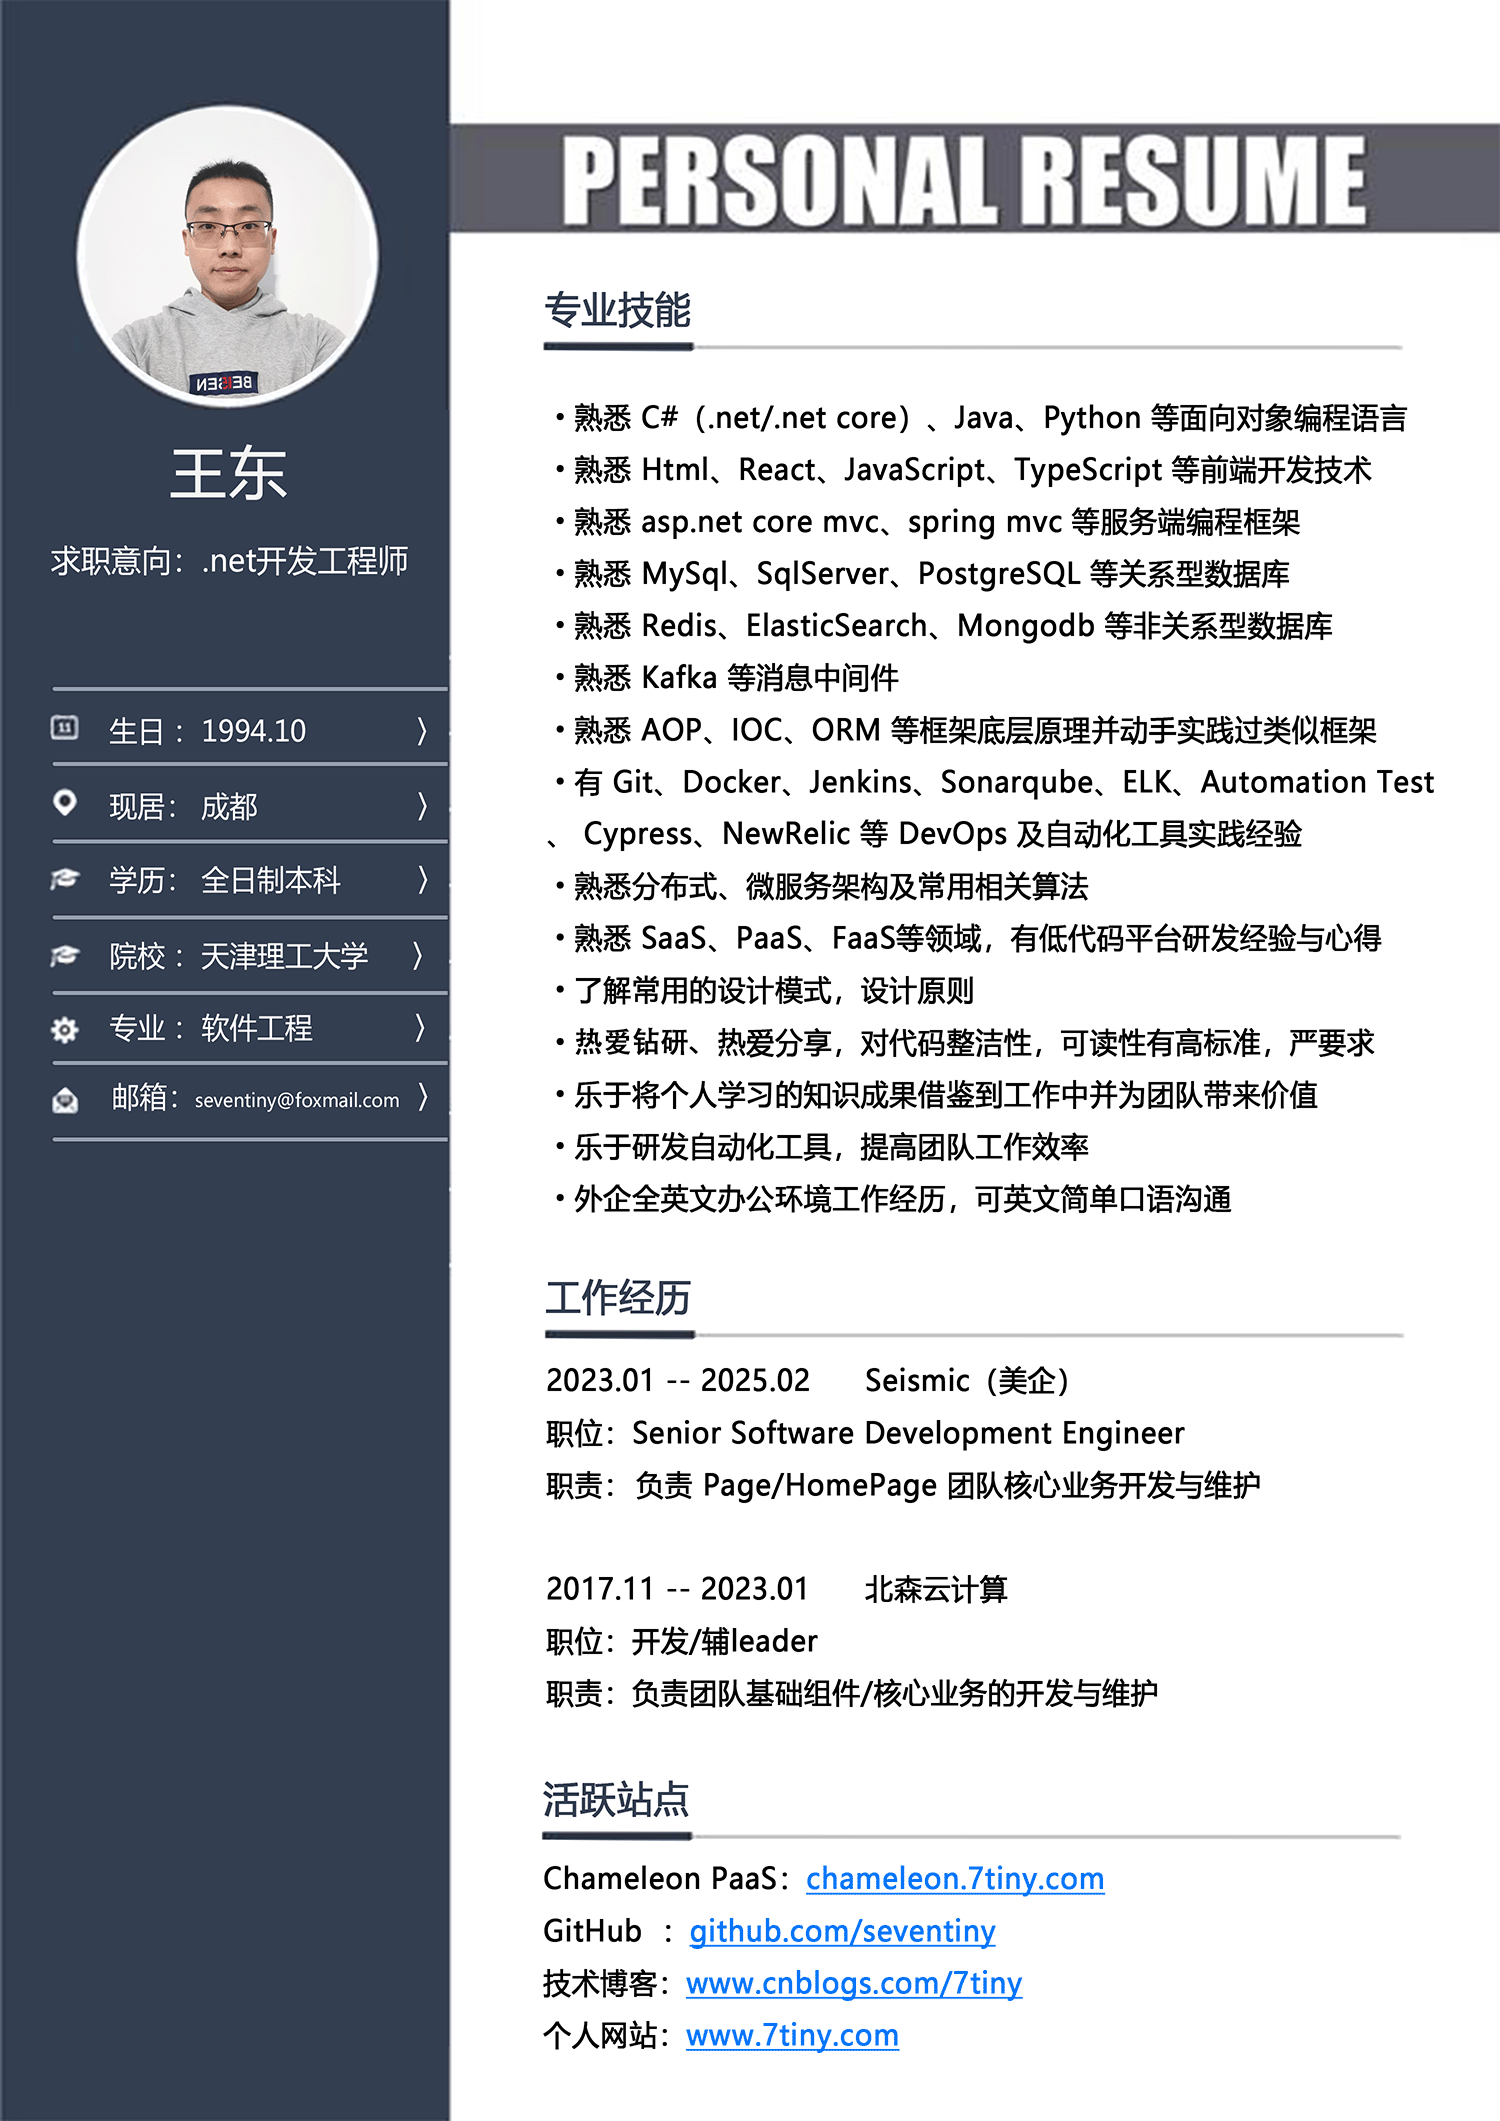 PERSONAL RESUME
BEISEN
王东
求职意向：.net开发工程师
11
生日： 1994.10 〉
现居： 成都 〉
学历： 全日制本科 〉
院校： 天津理工大学 〉
专业： 软件工程 〉
邮箱： seventiny@foxmail.com 〉
专业技能
·熟悉 C#（.net/.net core）、Java、Python 等面向对象编程语言
·熟悉 Html、React、JavaScript、TypeScript 等前端开发技术
·熟悉 asp.net core mvc、spring mvc 等服务端编程框架
·熟悉 MySql、SqlServer、PostgreSQL 等关系型数据库
·熟悉 Redis、ElasticSearch、Mongodb 等非关系型数据库
·熟悉 Kafka 等消息中间件
·熟悉 AOP、IOC、ORM 等框架底层原理并动手实践过类似框架
·有 Git、Docker、Jenkins、Sonarqube、ELK、Automation Test
、 Cypress、NewRelic 等 DevOps 及自动化工具实践经验
·熟悉分布式、微服务架构及常用相关算法
·熟悉 SaaS、PaaS、FaaS等领域，有低代码平台研发经验与心得
·了解常用的设计模式，设计原则
·热爱钻研、热爱分享，对代码整洁性，可读性有高标准，严要求
·乐于将个人学习的知识成果借鉴到工作中并为团队带来价值
·乐于研发自动化工具，提高团队工作效率
·外企全英文办公环境工作经历，可英文简单口语沟通
工作经历
2023.01 -- 2025.02 Seismic（美企）
职位：Senior Software Development Engineer
职责： 负责 Page/HomePage 团队核心业务开发与维护
2017.11 -- 2023.01 北森云计算
职位：开发/辅leader
职责：负责团队基础组件/核心业务的开发与维护
活跃站点
Chameleon PaaS：chameleon.7tiny.com
GitHub ：github.com/seventiny
技术博客：www.cnblogs.com/7tiny
个人网站：www.7tiny.com